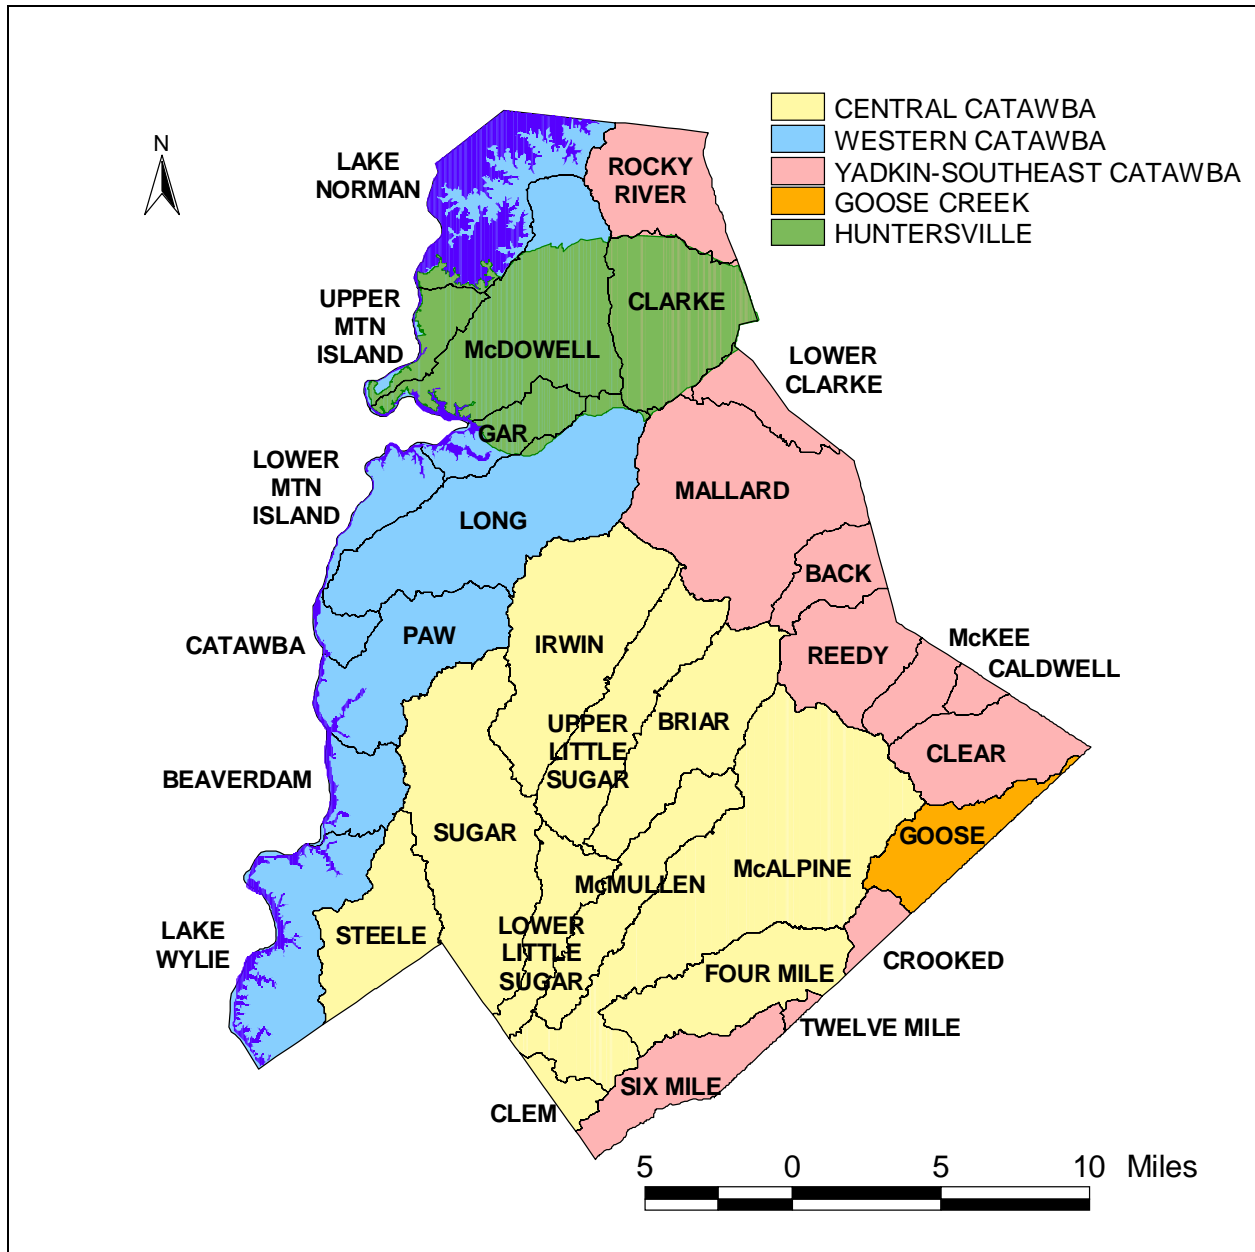 CENTRAL CATAWBA
WESTERN CATAWBA
YADKIN-SOUTHEAST CATAWBA
GOOSE CREEK
HUNTERSVILLE
N
LAKE
NORMAN
ROCKY
RIVER
UPPER
MTN
ISLAND
CLARKE
McDOWELL
LOWER
CLARKE
GAR
LOWER
MTN
ISLAND
MALLARD
LONG
BACK
CATAWBA
PAW
IRWIN
REEDY
McKEE
CALDWELL
UPPER
LITTLE
SUGAR
BRIAR
CLEAR
BEAVERDAM
SUGAR
GOOSE
McMULLEN
McALPINE
LAKE
WYLIE
STEELE
LOWER
LITTLE
SUGAR
FOUR MILE
CROOKED
TWELVE MILE
SIX MILE
CLEM
5 0 5 10 Miles